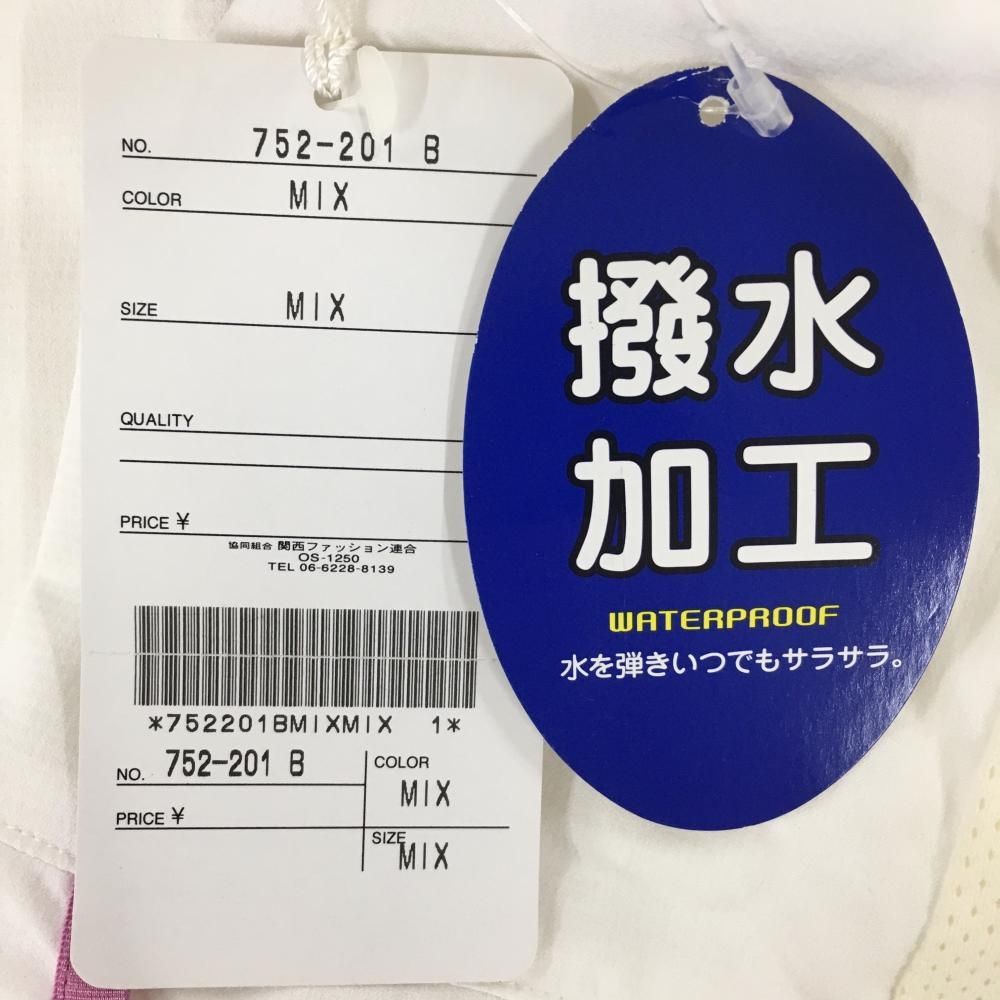 NO. 752-201 B
COLOR MIX
SIZE MIX
QUALITY
PRICE ¥
協同組合 関西ファッション連合
OS-1250
TEL 06-6228-8139
*752201BMIXMIX 1*
NO. 752-201 B
PRICE ¥
COLOR
MIX
SIZE
MIX
撥水
加工
WATERPROOF
水を弾きいつでもサラサラ。